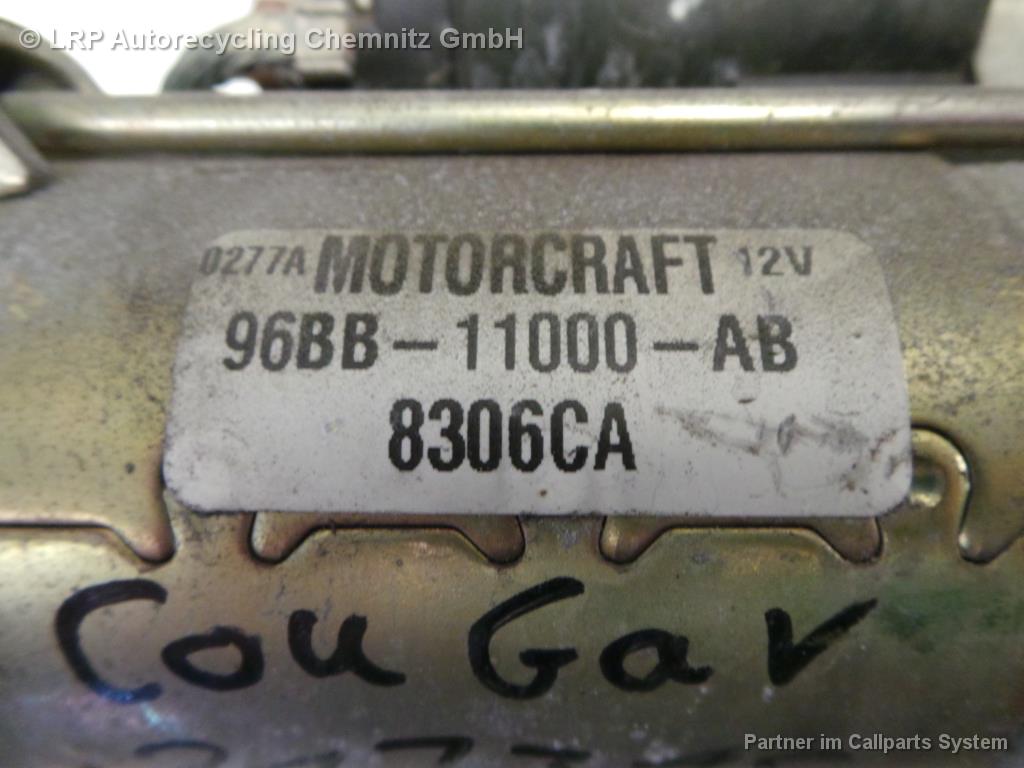 © LRP Autorecycling Chemnitz GmbH
0277A MOTORCRAFT 12V
96BB-11000-AB
8306CA
CouGar
Partner im Callparts System